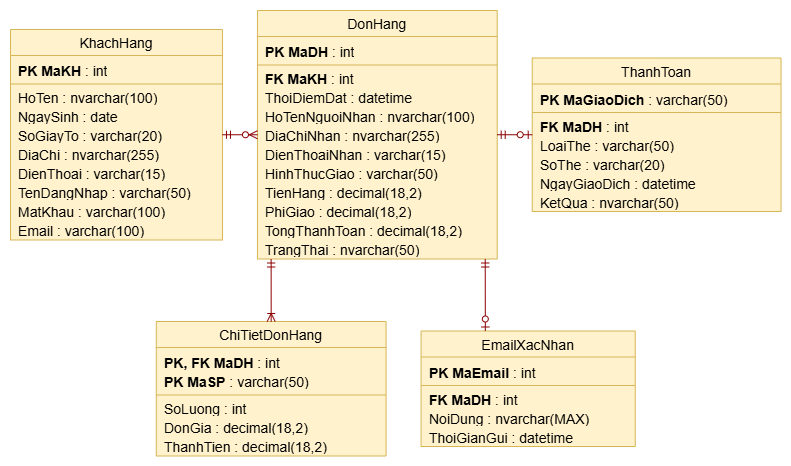 KhachHang
PK MaKH : int
HoTen : nvarchar(100)
NgaySinh : date
SoGiayTo : varchar(20)
DiaChi : nvarchar(255)
DienThoai : varchar(15)
TenDangNhap : varchar(50)
MatKhau : varchar(100)
Email : varchar(100)
DonHang
PK MaDH : int
FK MaKH : int
ThoiDiemDat : datetime
HoTenNguoiNhan : nvarchar(100)
DiaChiNhan : nvarchar(255)
DienThoaiNhan : varchar(15)
HinhThucGiao : varchar(50)
TienHang : decimal(18,2)
PhiGiao : decimal(18,2)
TongThanhToan : decimal(18,2)
TrangThai : nvarchar(50)
ThanhToan
PK MaGiaoDich : varchar(50)
FK MaDH : int
LoaiThe : varchar(50)
SoThe : varchar(20)
NgayGiaoDich : datetime
KetQua : nvarchar(50)
ChiTietDonHang
PK, FK MaDH : int
PK MaSP : varchar(50)
SoLuong : int
DonGia : decimal(18,2)
ThanhTien : decimal(18,2)
EmailXacNhan
PK MaEmail : int
FK MaDH : int
NoiDung : nvarchar(MAX)
ThoiGianGui : datetime